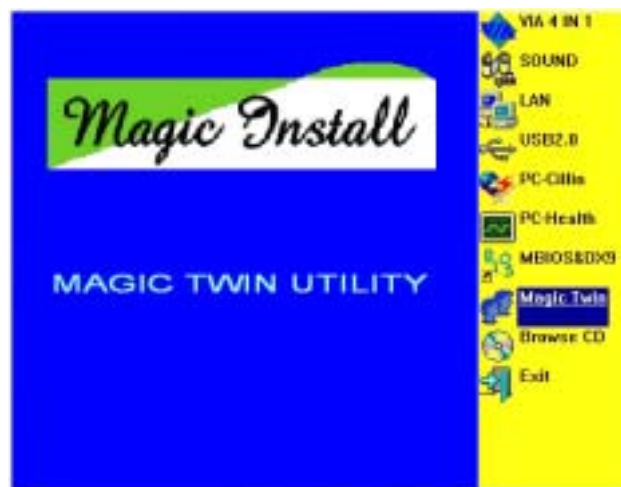 Magic Install
MAGIC TWIN UTILITY
VIA 4 IN 1
SOUND
LAN
USB2.0
PC-Cillin
PC-Health
MBIOS&DX9
Magic Twin
Browse CD
Exit